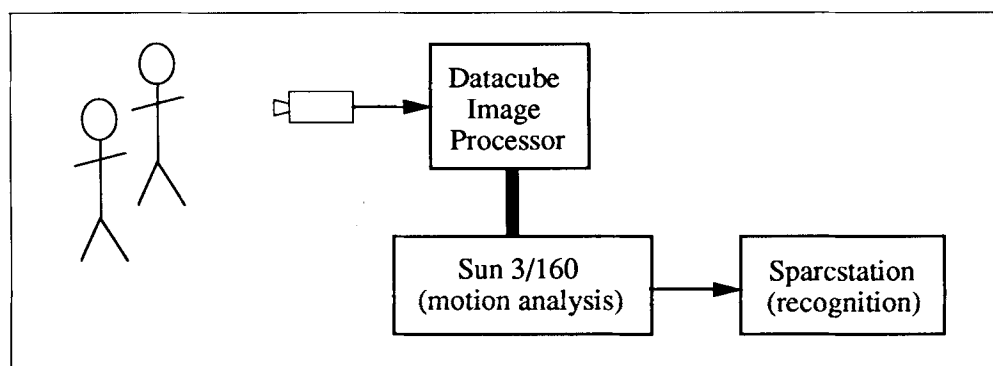 Datacube
Image
Processor
Sun 3/160
(motion analysis)
Sparcstation
(recognition)